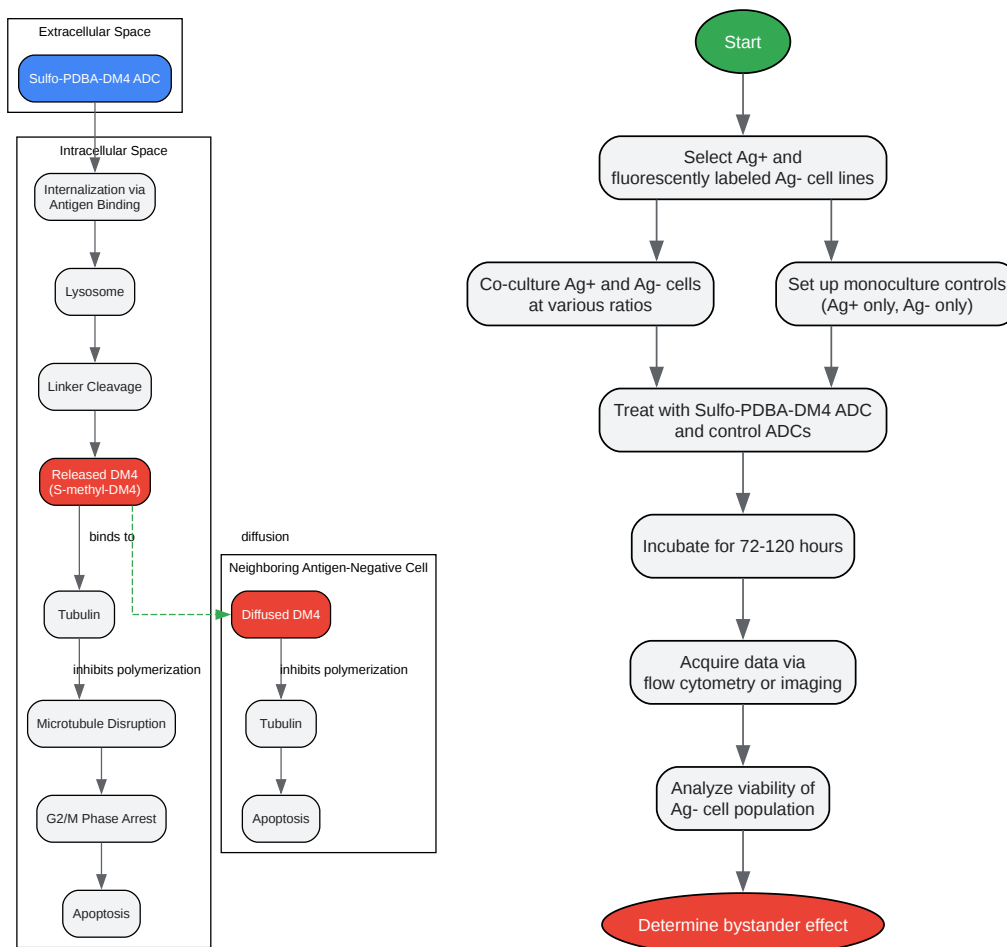 Extracellular Space
Sulfo-PDBA-DM4 ADC
Intracellular Space
Internalization via
Antigen Binding
Lysosome
Linker Cleavage
Released DM4
(S-methyl-DM4)
binds to
diffusion
Neighboring Antigen-Negative Cell
Tubulin
Diffused DM4
inhibits polymerization
inhibits polymerization
Microtubule Disruption
Tubulin
G2/M Phase Arrest
Apoptosis
Apoptosis
Start
Select Ag+ and
fluorescently labeled Ag- cell lines
Co-culture Ag+ and Ag- cells
at various ratios
Set up monoculture controls
(Ag+ only, Ag- only)
Treat with Sulfo-PDBA-DM4 ADC
and control ADCs
Incubate for 72-120 hours
Acquire data via
flow cytometry or imaging
Analyze viability of
Ag- cell population
Determine bystander effect